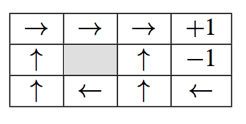 → → → +1
↑ ↑ −1
↑ ← ↑ ←